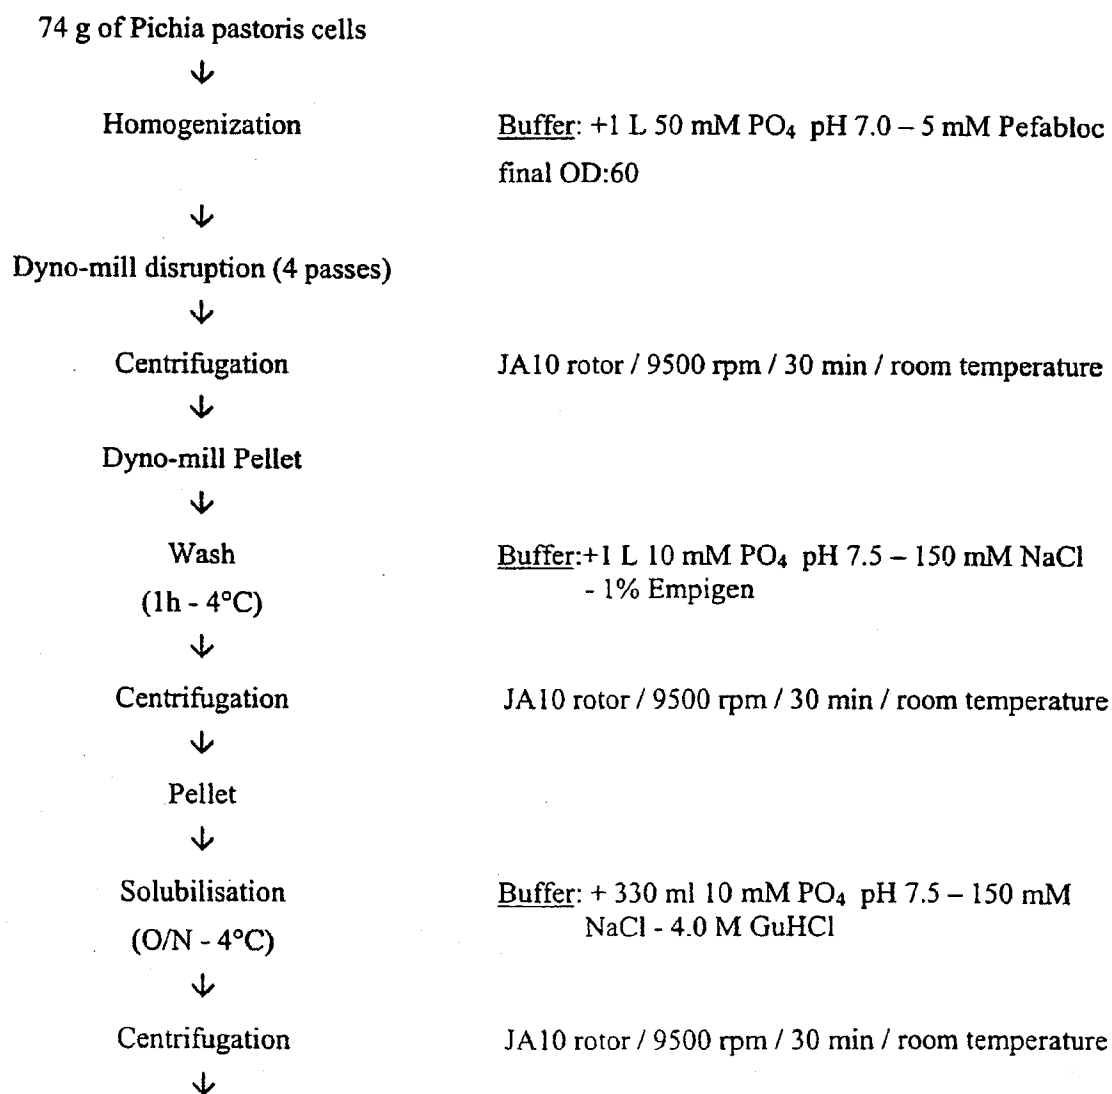 74 g of Pichia pastoris cells
↓
Homogenization Buffer: +1 L 50 mM PO₄ pH 7.0 – 5 mM Pefabloc
final OD:60
↓
Dyno-mill disruption (4 passes)
↓
Centrifugation JA10 rotor / 9500 rpm / 30 min / room temperature
↓
Dyno-mill Pellet
↓
Wash Buffer:+1 L 10 mM PO₄ pH 7.5 – 150 mM NaCl
(1h - 4°C) - 1% Empigen
↓
Centrifugation JA10 rotor / 9500 rpm / 30 min / room temperature
↓
Pellet
↓
Solubilisation Buffer: + 330 ml 10 mM PO₄ pH 7.5 – 150 mM
(O/N - 4°C) NaCl - 4.0 M GuHCl
↓
Centrifugation JA10 rotor / 9500 rpm / 30 min / room temperature
↓